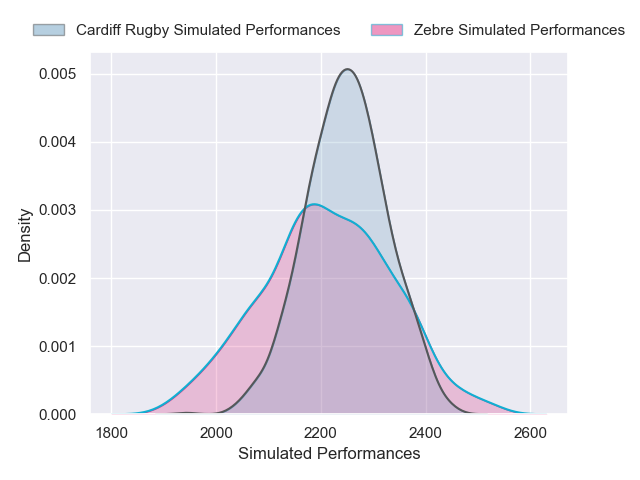 Cardiff Rugby Simulated Performances Zebre Simulated Performances
0.005
0.004
0.003
0.002
0.001
0.000
Density
1800 2000 2200 2400 2600
Simulated Performances